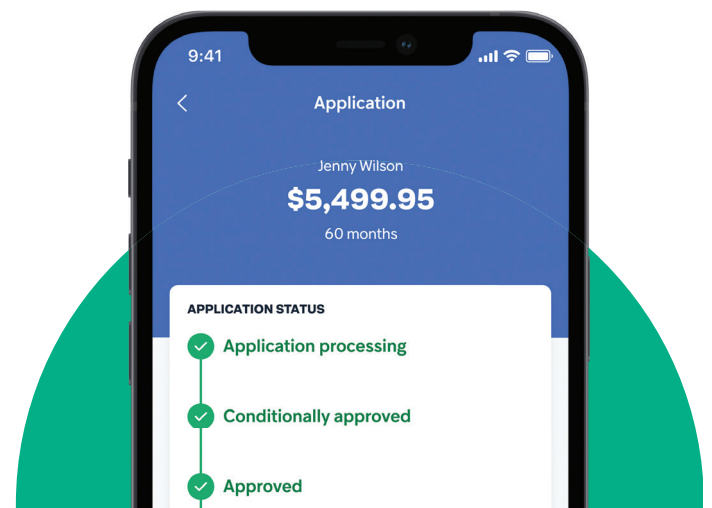 9:41
Application
Jenny Wilson
$5,499.95
60 months
APPLICATION STATUS
Application processing
Conditionally approved
Approved